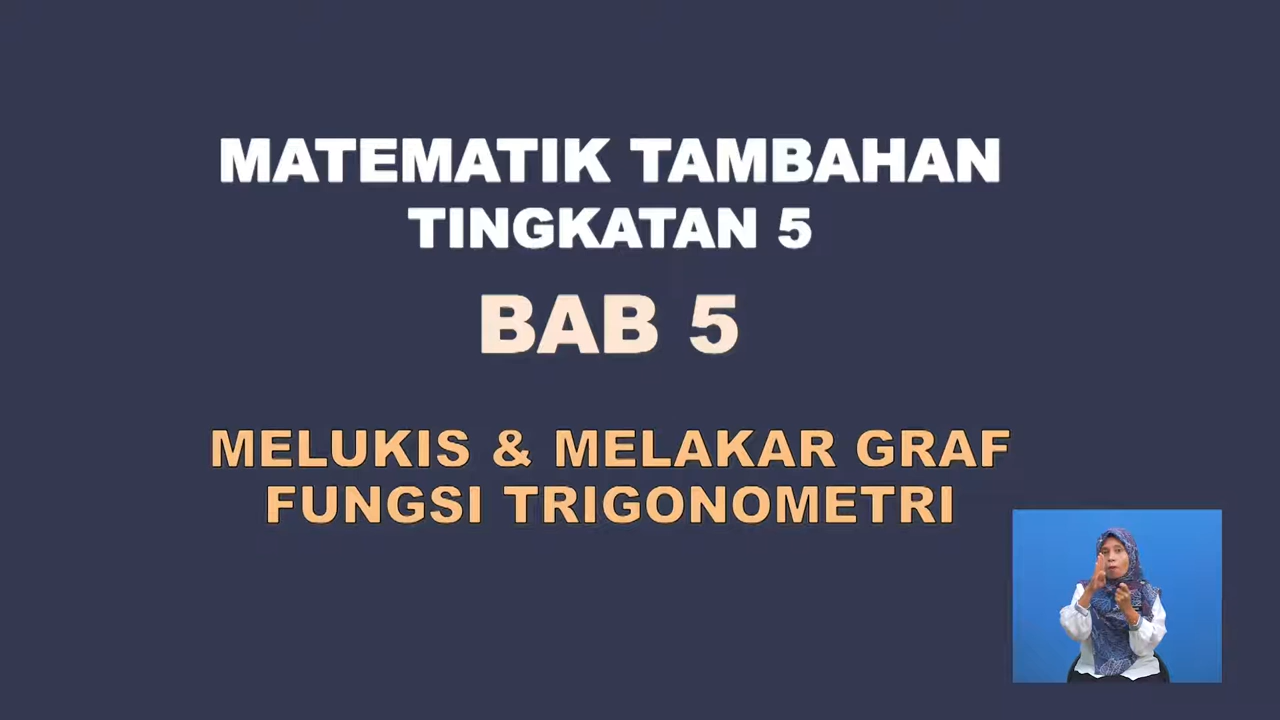 MATEMATIK TAMBAHAN
TINGKATAN 5
BAB 5
MELUKIS & MELAKAR GRAF
FUNGSI TRIGONOMETRI